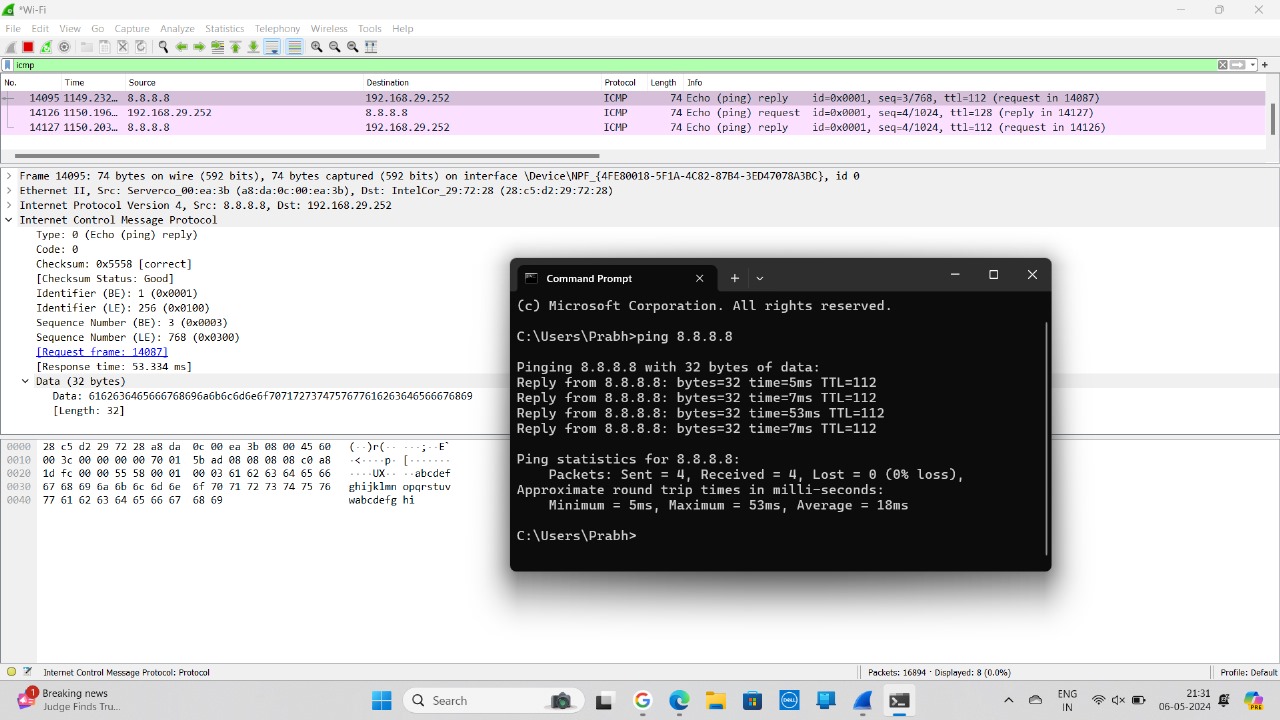 *Wi-Fi
File Edit View Go Capture Analyze Statistics Telephony Wireless Tools Help
icmp
No. Time Source Destination Protocol Length Info
14095 1149.232… 8.8.8.8 192.168.29.252 ICMP 74 Echo (ping) reply id=0x0001, seq=3/768, ttl=112 (request in 14087)
14126 1150.196… 192.168.29.252 8.8.8.8 ICMP 74 Echo (ping) request id=0x0001, seq=4/1024, ttl=128 (reply in 14127)
14127 1150.203… 8.8.8.8 192.168.29.252 ICMP 74 Echo (ping) reply id=0x0001, seq=4/1024, ttl=112 (request in 14126)
Frame 14095: 74 bytes on wire (592 bits), 74 bytes captured (592 bits) on interface \Device\NPF_{4FE80018-5F1A-4C82-87B4-3ED47078A3BC}, id 0
Ethernet II, Src: Serverco_00:ea:3b (a8:da:0c:00:ea:3b), Dst: IntelCor_29:72:28 (28:c5:d2:29:72:28)
Internet Protocol Version 4, Src: 8.8.8.8, Dst: 192.168.29.252
Internet Control Message Protocol
Type: 0 (Echo (ping) reply)
Code: 0
Checksum: 0x5558 [correct]
[Checksum Status: Good]
Identifier (BE): 1 (0x0001)
Identifier (LE): 256 (0x0100)
Sequence Number (BE): 3 (0x0003)
Sequence Number (LE): 768 (0x0300)
[Request frame: 14087]
[Response time: 53.334 ms]
Data (32 bytes)
Data: 6162636465666768696a6b6c6d6e6f7071727374757677616263646566676869
[Length: 32]
0000 28 c5 d2 29 72 28 a8 da 0c 00 ea 3b 08 00 45 60 (··)r(·· ···;··E`
0010 00 3c 00 00 00 00 70 01 5b ad 08 08 08 08 c0 a8 ·<····p· [·······
0020 1d fc 00 00 55 58 00 01 00 03 61 62 63 64 65 66 ····UX·· ··abcdef
0030 67 68 69 6a 6b 6c 6d 6e 6f 70 71 72 73 74 75 76 ghijklmn opqrstuv
0040 77 61 62 63 64 65 66 67 68 69 wabcdefg hi
Command Prompt
(c) Microsoft Corporation. All rights reserved.
C:\Users\Prabh>ping 8.8.8.8
Pinging 8.8.8.8 with 32 bytes of data:
Reply from 8.8.8.8: bytes=32 time=5ms TTL=112
Reply from 8.8.8.8: bytes=32 time=7ms TTL=112
Reply from 8.8.8.8: bytes=32 time=53ms TTL=112
Reply from 8.8.8.8: bytes=32 time=7ms TTL=112
Ping statistics for 8.8.8.8:
Packets: Sent = 4, Received = 4, Lost = 0 (0% loss),
Approximate round trip times in milli-seconds:
Minimum = 5ms, Maximum = 53ms, Average = 18ms
C:\Users\Prabh>
Internet Control Message Protocol: Protocol
Packets: 16894 · Displayed: 8 (0.0%)
Profile: Default
1
Breaking news
Judge Finds Tru...
Search
DELL
ENG
IN
21:31
06-05-2024
PRE